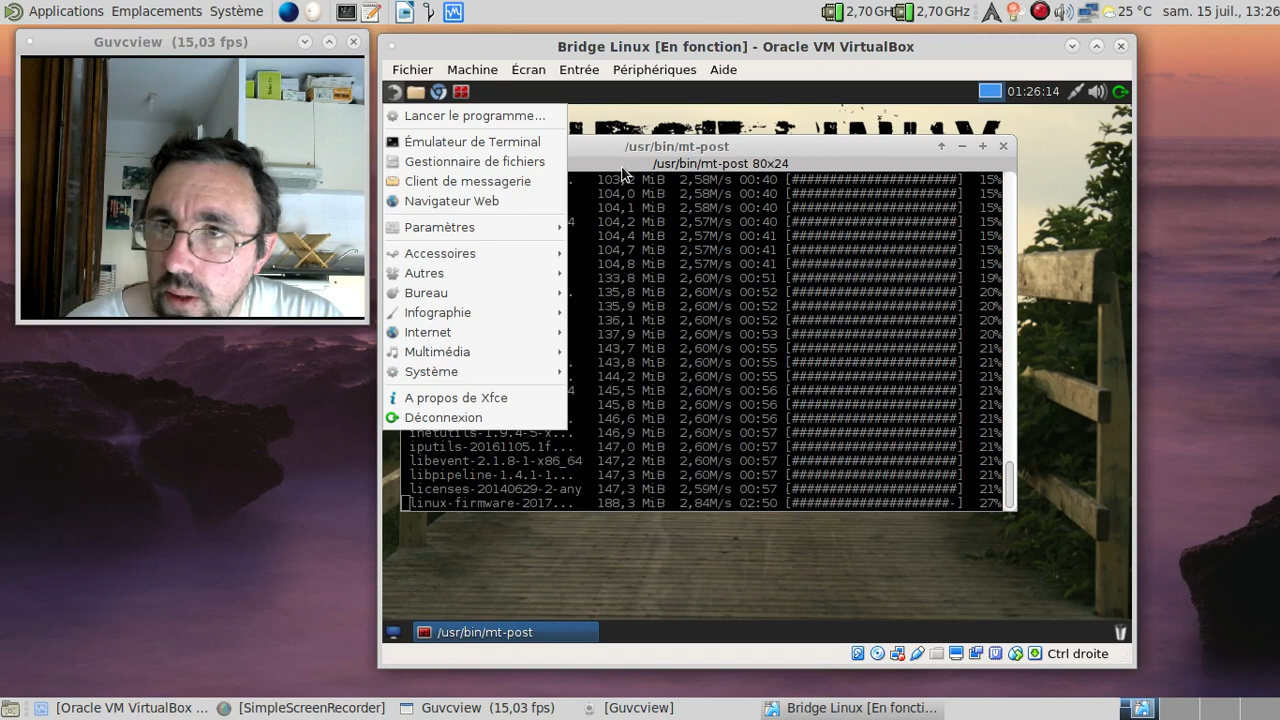 Applications Emplacements Système
2,70 GHz 2,70 GHz 25 °C sam. 15 juil., 13:26
Guvcview (15,03 fps)
Bridge Linux [En fonction] - Oracle VM VirtualBox
Fichier Machine Écran Entrée Périphériques Aide
01:26:14
Lancer le programme...
Émulateur de Terminal
Gestionnaire de fichiers
Client de messagerie
Navigateur Web
Paramètres
Accessoires
Autres
Bureau
Infographie
Internet
Multimédia
Système
A propos de Xfce
Déconnexion
/usr/bin/mt-post
/usr/bin/mt-post 80x24
MiB 2,58M/s 00:40 [######################] 15%
104,0 MiB 2,58M/s 00:40 [######################] 15%
104,1 MiB 2,58M/s 00:40 [######################] 15%
104,2 MiB 2,57M/s 00:40 [######################] 15%
104,4 MiB 2,57M/s 00:41 [######################] 15%
104,7 MiB 2,57M/s 00:41 [######################] 15%
104,8 MiB 2,57M/s 00:41 [######################] 15%
133,8 MiB 2,60M/s 00:51 [######################] 19%
135,8 MiB 2,60M/s 00:52 [######################] 20%
135,9 MiB 2,60M/s 00:52 [######################] 20%
136,1 MiB 2,60M/s 00:52 [######################] 20%
137,9 MiB 2,60M/s 00:53 [######################] 20%
143,7 MiB 2,60M/s 00:55 [######################] 21%
143,8 MiB 2,60M/s 00:55 [######################] 21%
144,2 MiB 2,60M/s 00:55 [######################] 21%
145,5 MiB 2,60M/s 00:56 [######################] 21%
145,8 MiB 2,60M/s 00:56 [######################] 21%
146,6 MiB 2,60M/s 00:56 [######################] 21%
inetutils-1.9.4-5-x... 146,9 MiB 2,60M/s 00:57 [######################] 21%
iputils-20161105.1f... 147,0 MiB 2,60M/s 00:57 [######################] 21%
libevent-2.1.8-1-x86_64 147,2 MiB 2,60M/s 00:57 [######################] 21%
libpipeline-1.4.1-1... 147,3 MiB 2,60M/s 00:57 [######################] 21%
licenses-20140629-2-any 147,3 MiB 2,59M/s 00:57 [######################] 21%
linux-firmware-2017... 188,3 MiB 2,84M/s 02:50 [#####################-] 27%
/usr/bin/mt-post
Ctrl droite
[Oracle VM VirtualBox ... [SimpleScreenRecorder] Guvcview (15,03 fps) [Guvcview] Bridge Linux [En foncti...